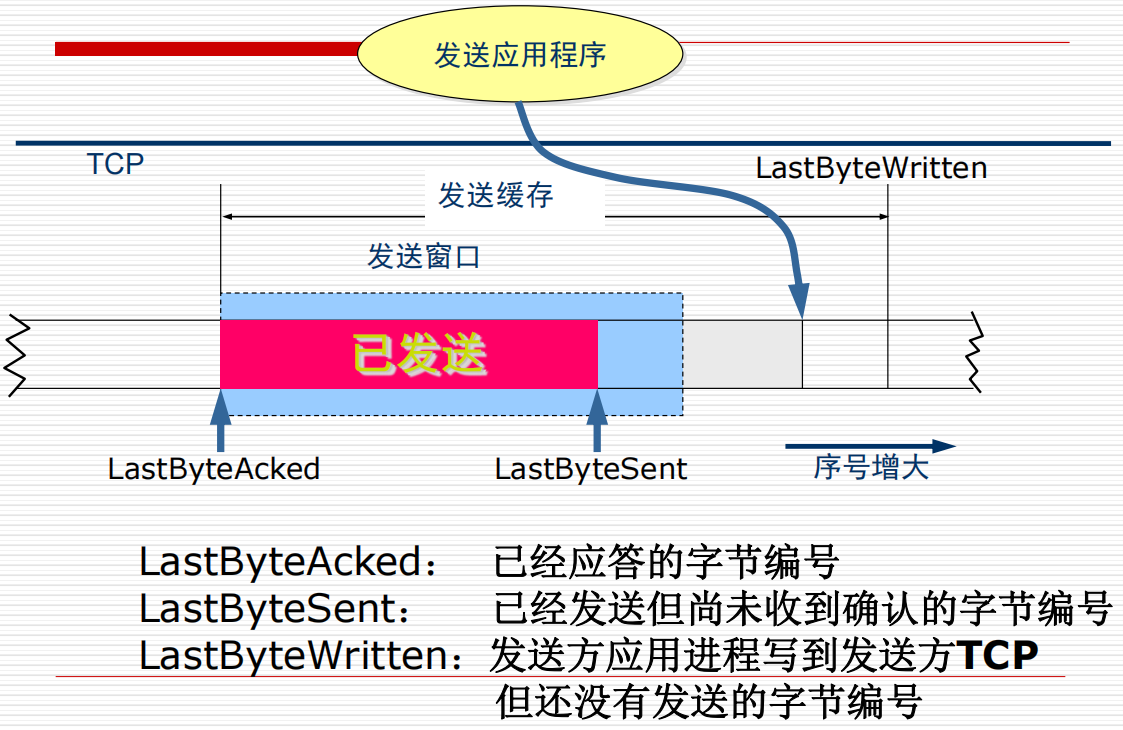 发送应用程序
TCP
LastByteWritten
发送缓存
发送窗口
已发送
LastByteAcked
LastByteSent
序号增大
LastByteAcked： 已经应答的字节编号
LastByteSent： 已经发送但尚未收到确认的字节编号
LastByteWritten：发送方应用进程写到发送方TCP
但还没有发送的字节编号